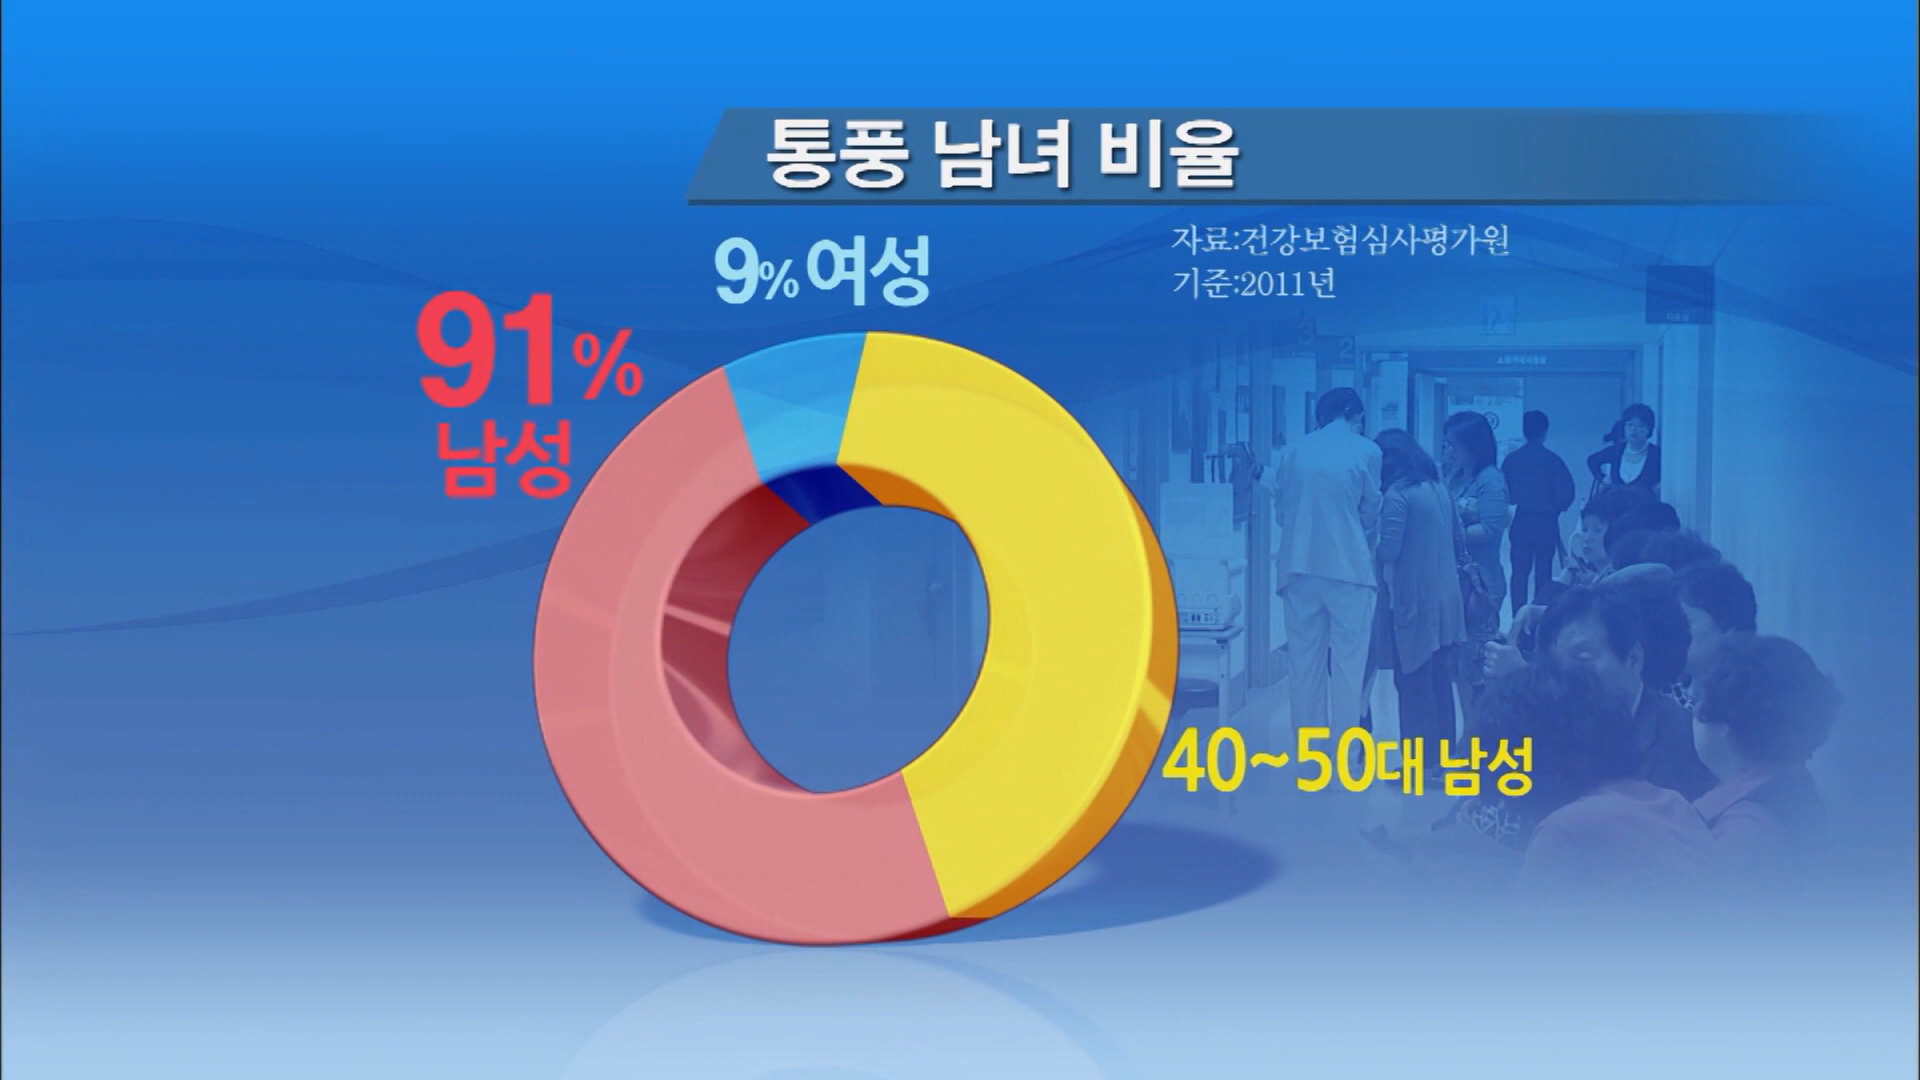 통풍 남녀 비율
자료:건강보험심사평가원
기준:2011년
9% 여성
91%
남성
40~50대 남성